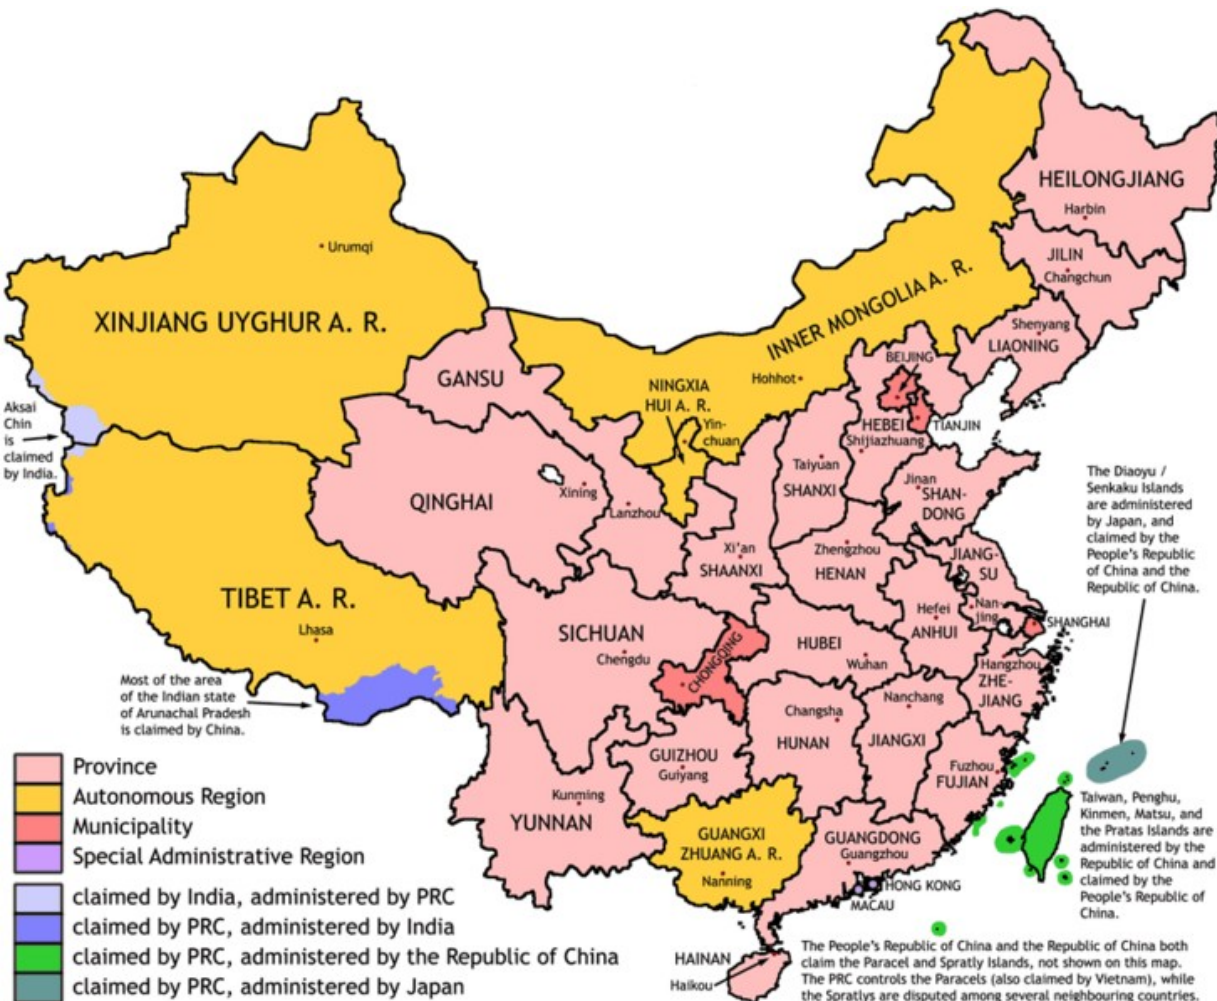 HEILONGJIANG
Harbin
JILIN
Changchun
Urumqi
XINJIANG UYGHUR A. R.
INNER MONGOLIA A. R.
Hohhot
Shenyang
LIAONING
BEIJING
GANSU
NINGXIA
HUI A. R.
Yin-
chuan
HEBEI
Shijiazhuang
TIANJIN
Aksai
Chin
is
claimed
by India.
Taiyuan
SHANXI
Jinan
SHAN-
DONG
QINGHAI
Xining
Lanzhou
The Diaoyu /
Senkaku Islands
are administered
by Japan, and
claimed by the
People's Republic
of China and the
Republic of China.
Xi'an
SHAANXI
Zhengzhou
HENAN
JIANG-
SU
Nan-
jing
TIBET A. R.
Lhasa
SICHUAN
Chengdu
CHONGQING
HUBEI
Wuhan
Hefei
ANHUI
SHANGHAI
Hangzhou
ZHE-
JIANG
Most of the area
of the Indian state
of Arunachal Pradesh
is claimed by China.
Changsha
HUNAN
Nanchang
JIANGXI
GUIZHOU
Guiyang
Fuzhou
FUJIAN
Kunming
YUNNAN
GUANGXI
ZHUANG A. R.
Nanning
GUANGDONG
Guangzhou
HONG KONG
MACAU
Taiwan, Penghu,
Kinmen, Matsu, and
the Pratas Islands are
administered by the
Republic of China and
claimed by the
People's Republic of
China.
HAINAN
Haikou
The People's Republic of China and the Republic of China both
claim the Paracel and Spratly Islands, not shown on this map.
The PRC controls the Paracels (also claimed by Vietnam), while
the Spratlys are disputed among several neighbouring countries.
Province
Autonomous Region
Municipality
Special Administrative Region
claimed by India, administered by PRC
claimed by PRC, administered by India
claimed by PRC, administered by the Republic of China
claimed by PRC, administered by Japan